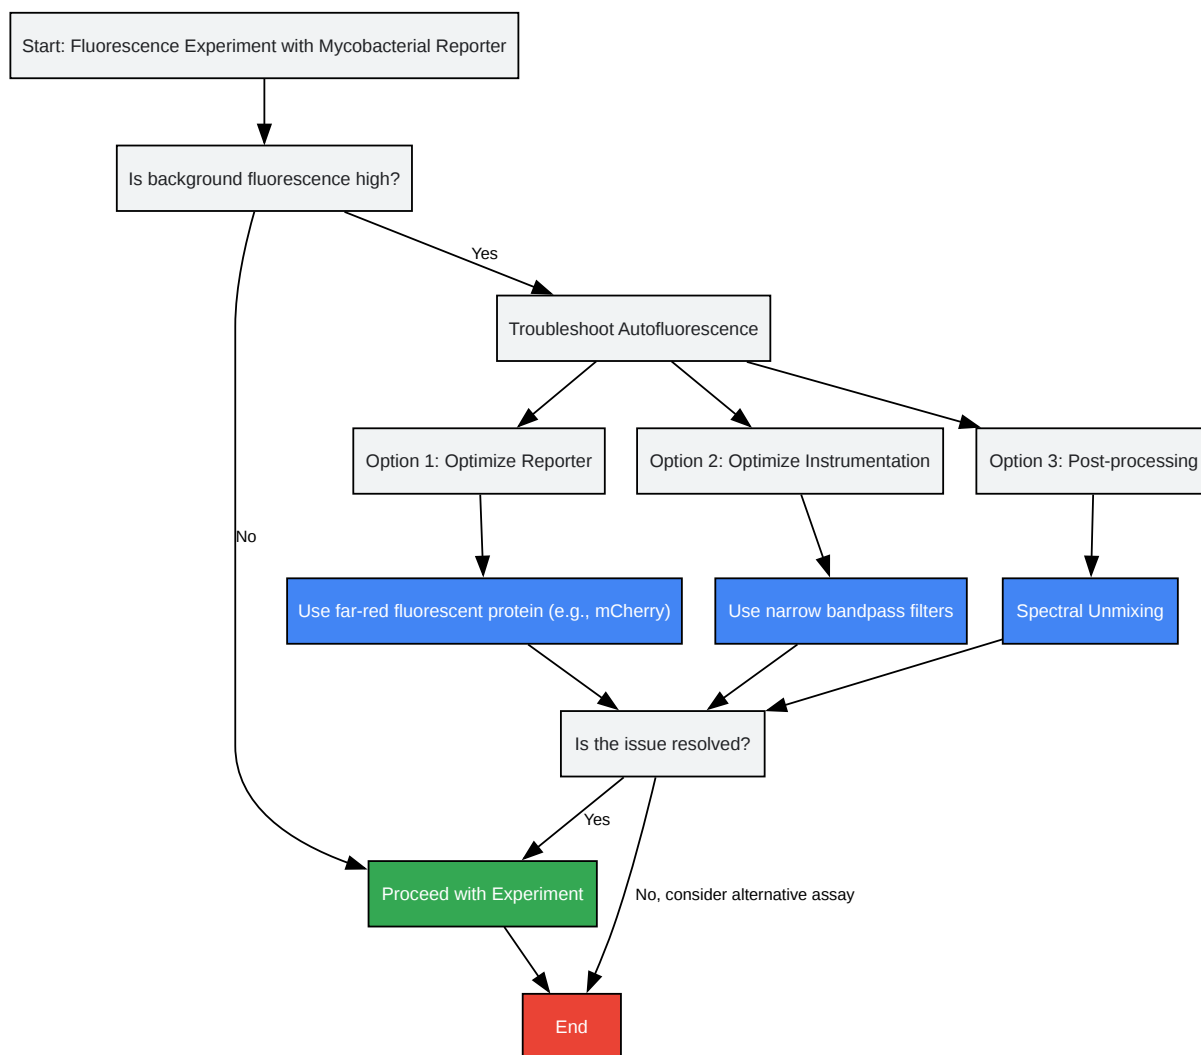 Start: Fluorescence Experiment with Mycobacterial Reporter
Is background fluorescence high?
Yes
Troubleshoot Autofluorescence
Option 1: Optimize Reporter
Option 2: Optimize Instrumentation
Option 3: Post-processing
No
Use far-red fluorescent protein (e.g., mCherry)
Use narrow bandpass filters
Spectral Unmixing
Is the issue resolved?
Yes
Proceed with Experiment
No, consider alternative assay
End